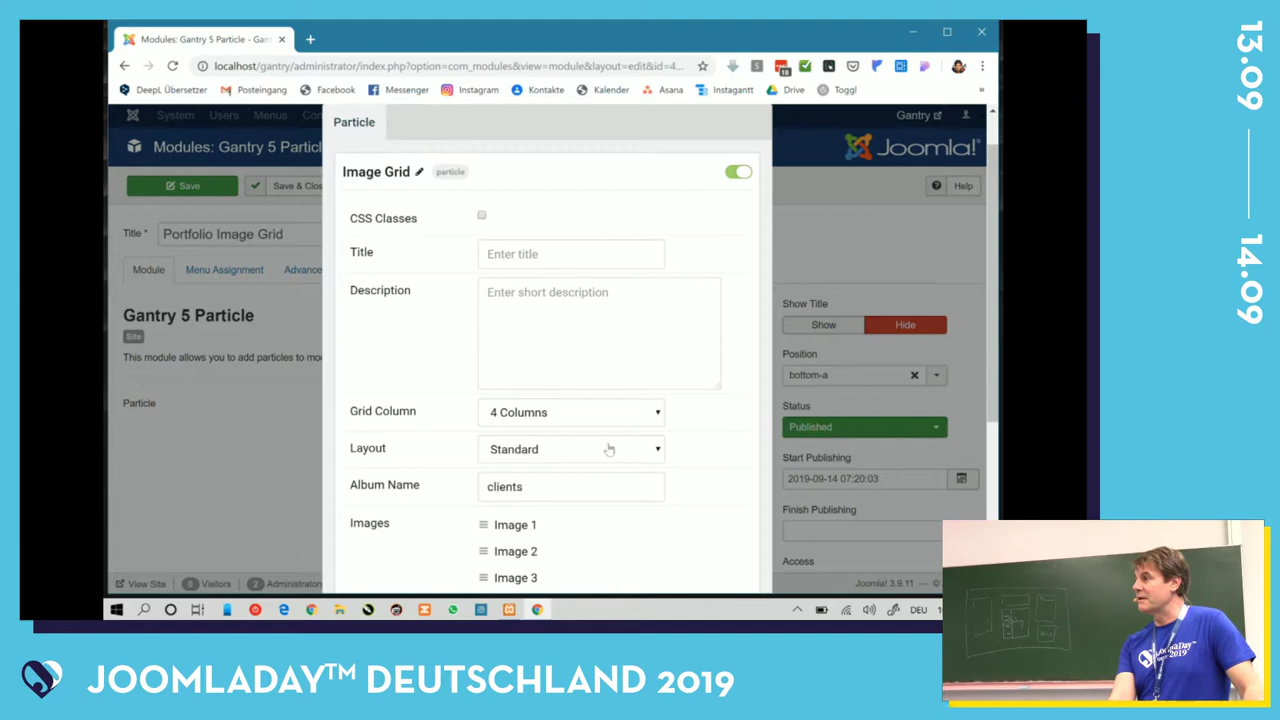 Modules: Gantry 5 Particle - Gan
localhost/gantry/administrator/index.php?option=com_modules&view=module&layout=edit&id=4...
18
DeepL Übersetzer
Posteingang
Facebook
Messenger
Instagram
Kontakte
Kalender
Asana
Instagantt
Drive
Toggl
»
System
Users
Menus
Gantry
Modules: Gantry 5 Particl
Joomla!®
Save
Save & Clos
Help
Title *
Portfolio Image Grid
Module
Menu Assignment
Advance
Gantry 5 Particle
Site
This module allows you to add particles to mo
Particle
Particle
Image Grid
particle
CSS Classes
Title
Enter title
Description
Enter short description
Grid Column
4 Columns
Layout
Standard
Album Name
clients
Images
Image 1
Image 2
Image 3
Show Title
Show
Hide
Position
bottom-a
Status
Published
Start Publishing
2019-09-14 07:20:03
Finish Publishing
Access
View Site
0 Visitors
2 Administrator
Joomla! 3.9.11
DEU
13.09
14.09
JoomlaDay™
2019
JOOMLADAY™ DEUTSCHLAND 2019